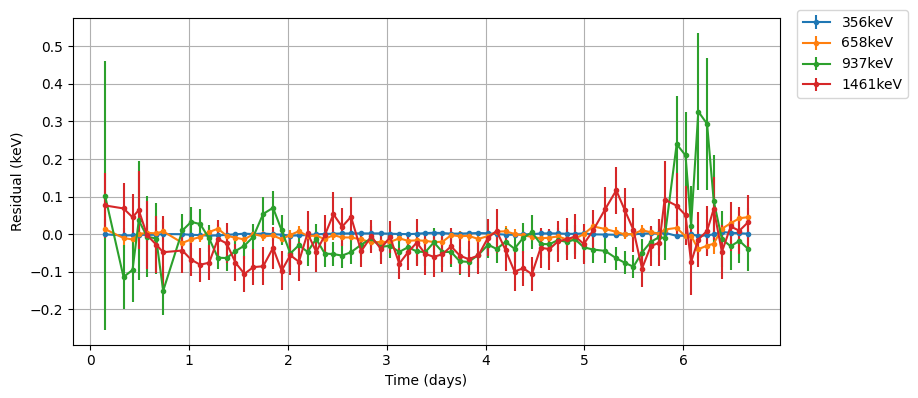 356keV
658keV
937keV
1461keV
Residual (keV)
0.5
0.4
0.3
0.2
0.1
0.0
−0.1
−0.2
0 1 2 3 4 5 6
Time (days)